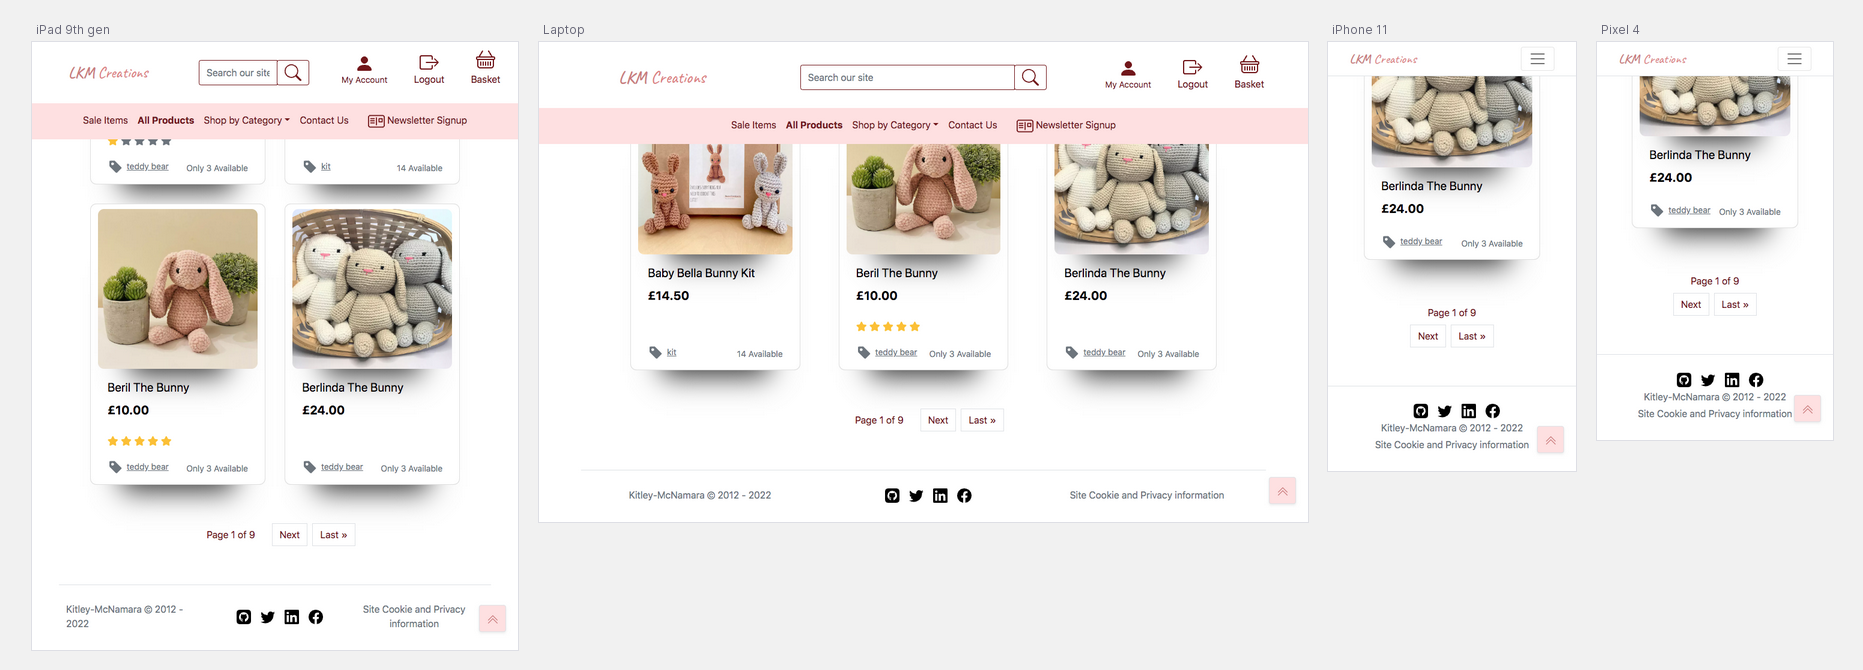 iPad 9th gen
LKM Creations
Search our site
My Account
Logout
Basket
Sale Items
All Products
Shop by Category
Contact Us
Newsletter Signup
teddy bear
Only 3 Available
kit
14 Available
Beril The Bunny
£10.00
teddy bear
Only 3 Available
Berlinda The Bunny
£24.00
teddy bear
Only 3 Available
Page 1 of 9
Next
Last »
Kitley-McNamara © 2012 -
2022
Site Cookie and Privacy
information
Laptop
LKM Creations
Search our site
My Account
Logout
Basket
Sale Items
All Products
Shop by Category
Contact Us
Newsletter Signup
Baby Bella Bunny Kit
£14.50
kit
14 Available
Beril The Bunny
£10.00
teddy bear
Only 3 Available
Berlinda The Bunny
£24.00
teddy bear
Only 3 Available
Page 1 of 9
Next
Last »
Kitley-McNamara © 2012 - 2022
Site Cookie and Privacy information
iPhone 11
LKM Creations
Berlinda The Bunny
£24.00
teddy bear
Only 3 Available
Page 1 of 9
Next
Last »
Kitley-McNamara © 2012 - 2022
Site Cookie and Privacy information
Pixel 4
LKM Creations
Berlinda The Bunny
£24.00
teddy bear
Only 3 Available
Page 1 of 9
Next
Last »
Kitley-McNamara © 2012 - 2022
Site Cookie and Privacy information